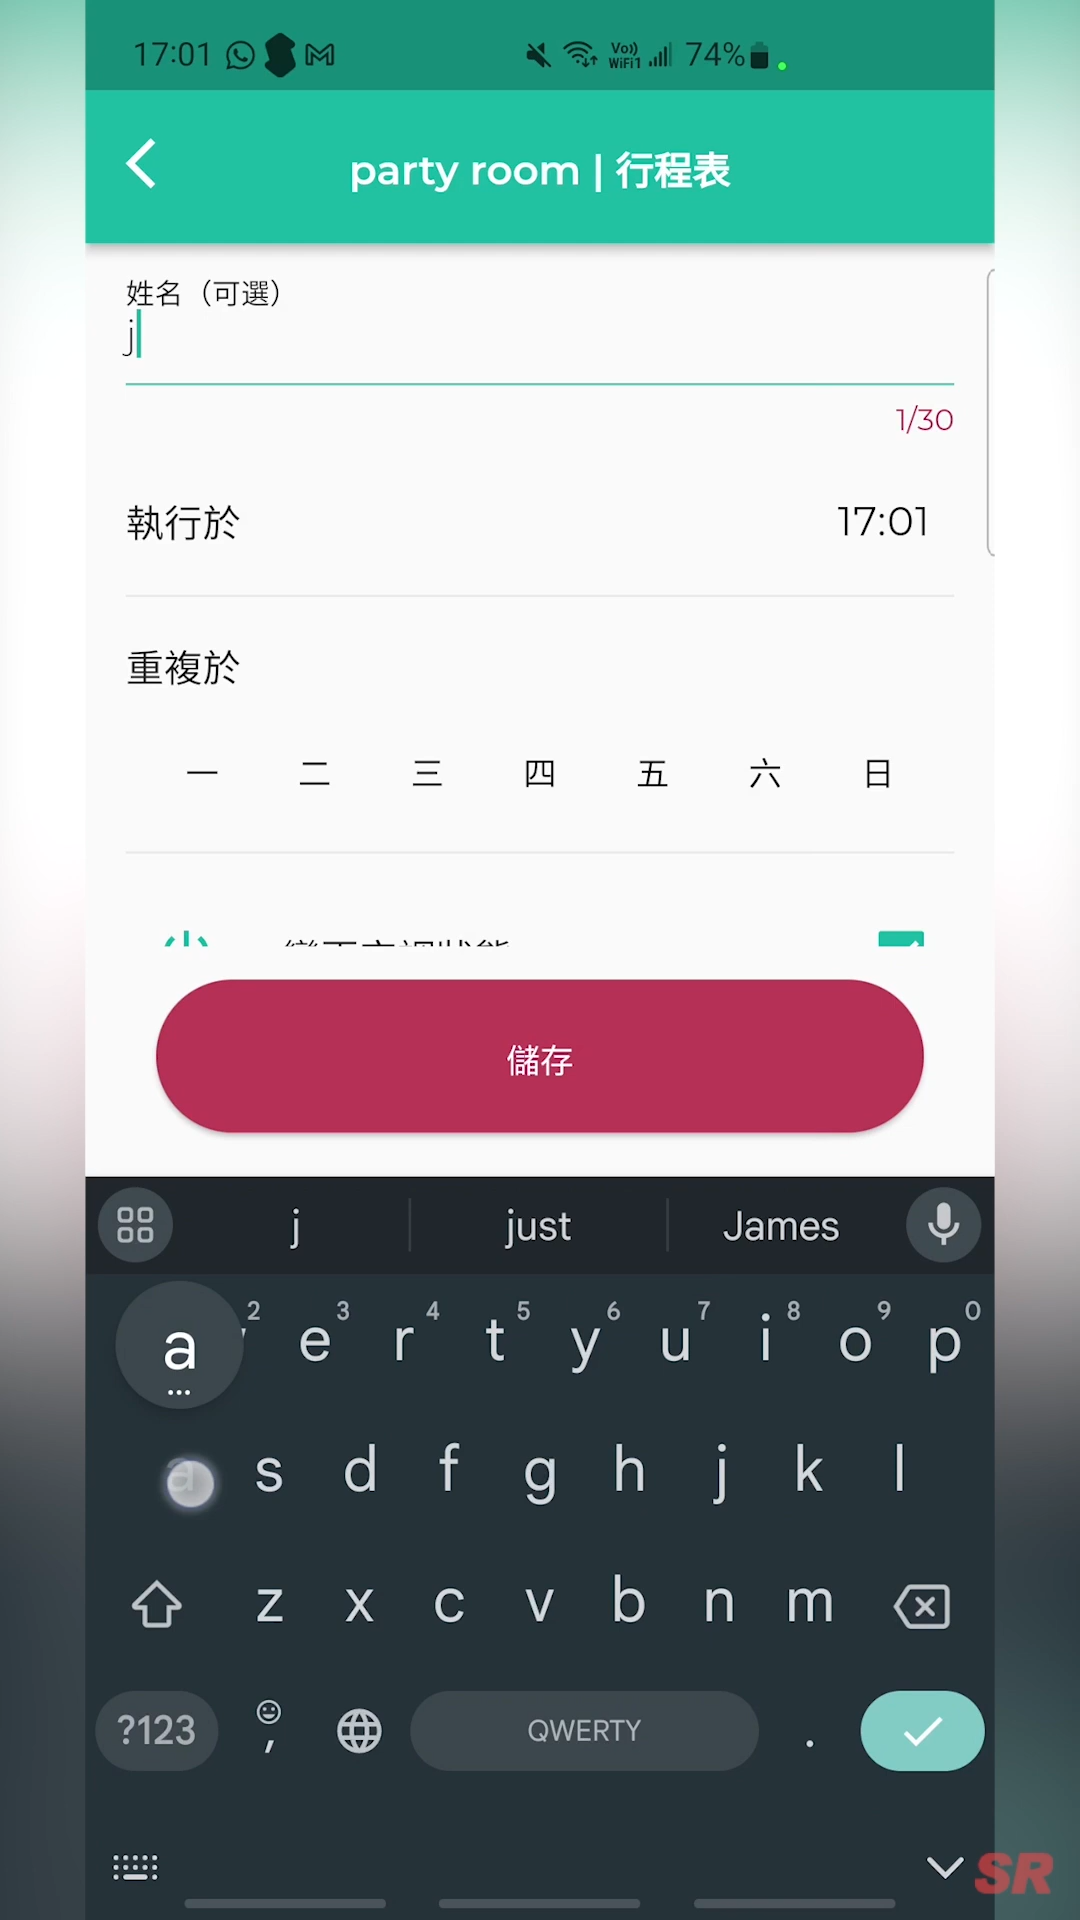 17:01 Vo)) WiFi1 74%
party room | 行程表
姓名（可選）
j
1/30
執行於 17:01
重複於
一 二 三 四 五 六 日
儲存
j just James
a 2 e 3 r 4 t 5 y 6 u 7 i 8 o 9 p 0
a s d f g h j k l
z x c v b n m
?123 , QWERTY .
SR